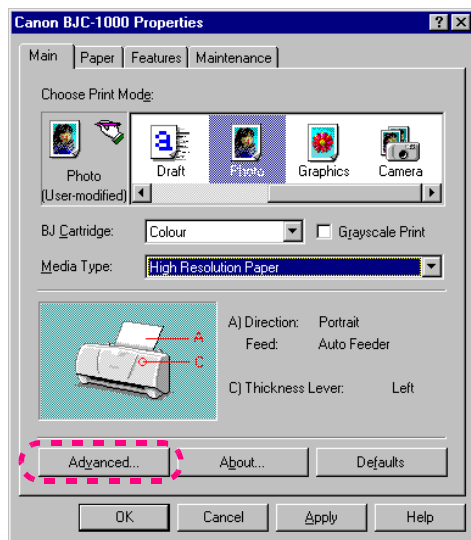 Canon BJC-1000 Properties
Main Paper Features Maintenance
Choose Print Mode:
a
Draft Photo Graphics Camera
Photo
(User-modified)
BJ Cartridge: Colour Grayscale Print
Media Type: High Resolution Paper
A) Direction: Portrait
Feed: Auto Feeder
A
C
C) Thickness Lever: Left
Advanced... About... Defaults
OK Cancel Apply Help